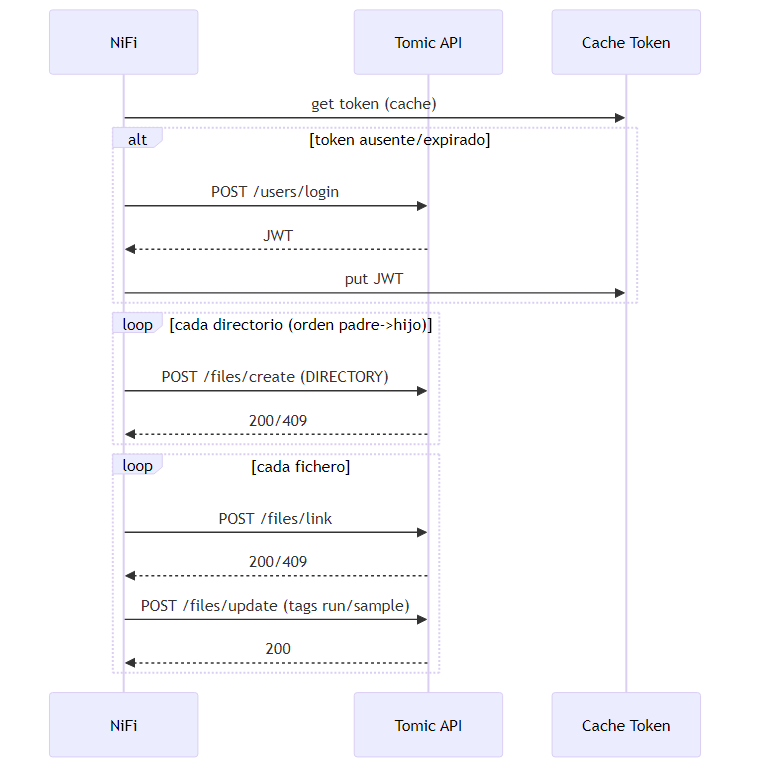 NiFi
Tomic API
Cache Token
get token (cache)
alt
[token ausente/expirado]
POST /users/login
JWT
put JWT
loop
[cada directorio (orden padre->hijo)]
POST /files/create (DIRECTORY)
200/409
loop
[cada fichero]
POST /files/link
200/409
POST /files/update (tags run/sample)
200
NiFi
Tomic API
Cache Token